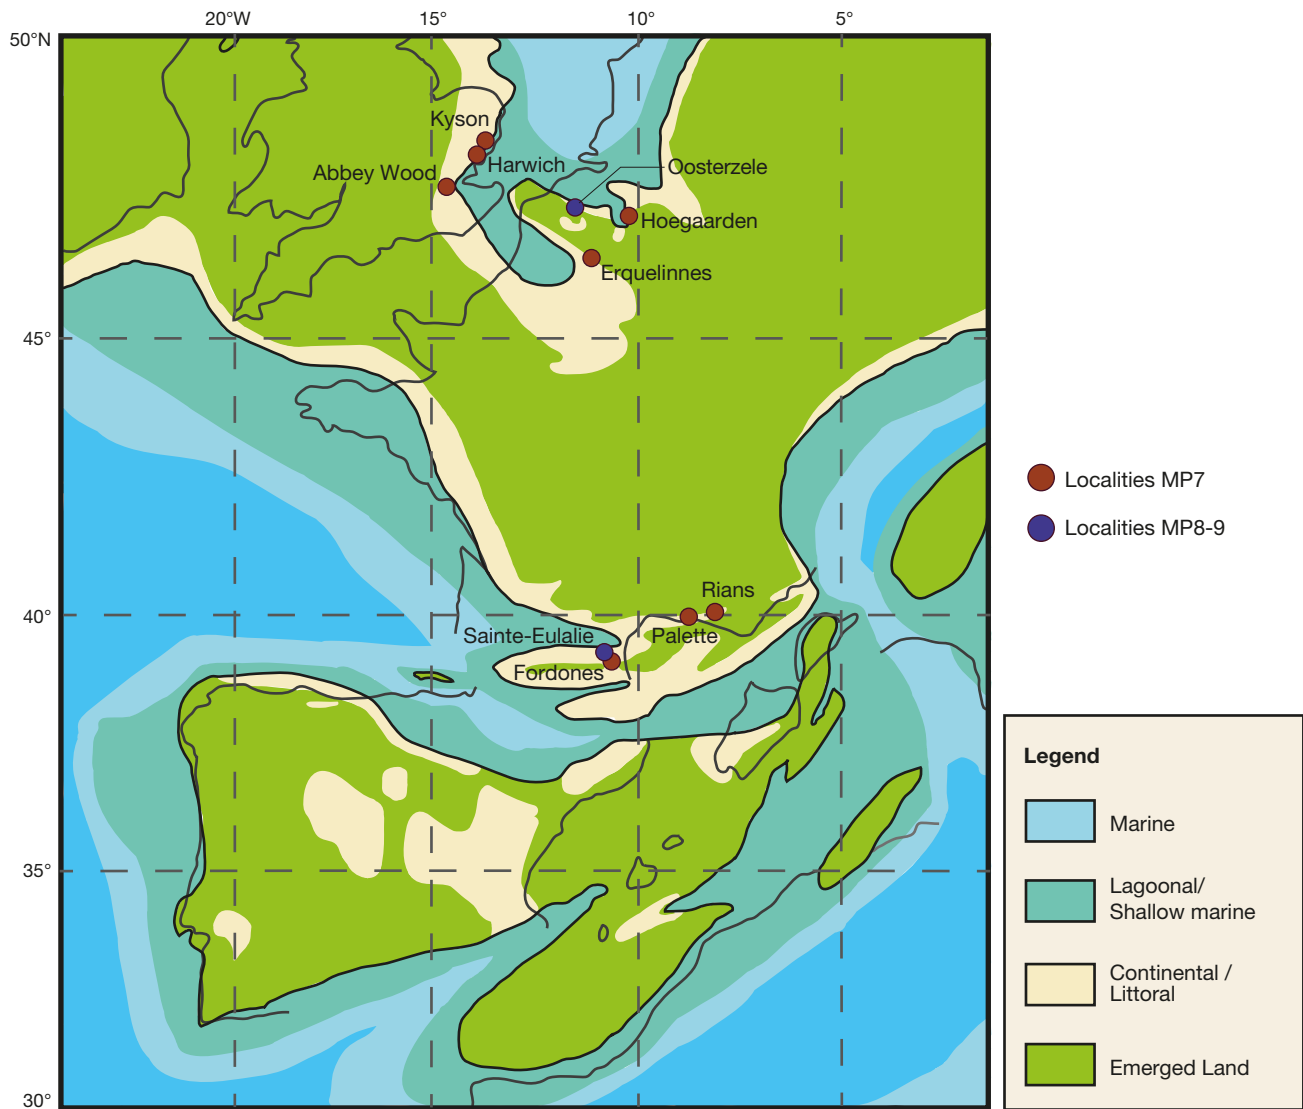 20°W 15° 10° 5°
50°N
Kyson
Harwich
Abbey Wood
Oosterzele
Hoegaarden
Erquelinnes
45°
Localities MP7
Localities MP8-9
Rians
40°
Sainte-Eulalie
Palette
Fordones
Legend
Marine
35°
Lagoonal/
Shallow marine
Continental /
Littoral
Emerged Land
30°